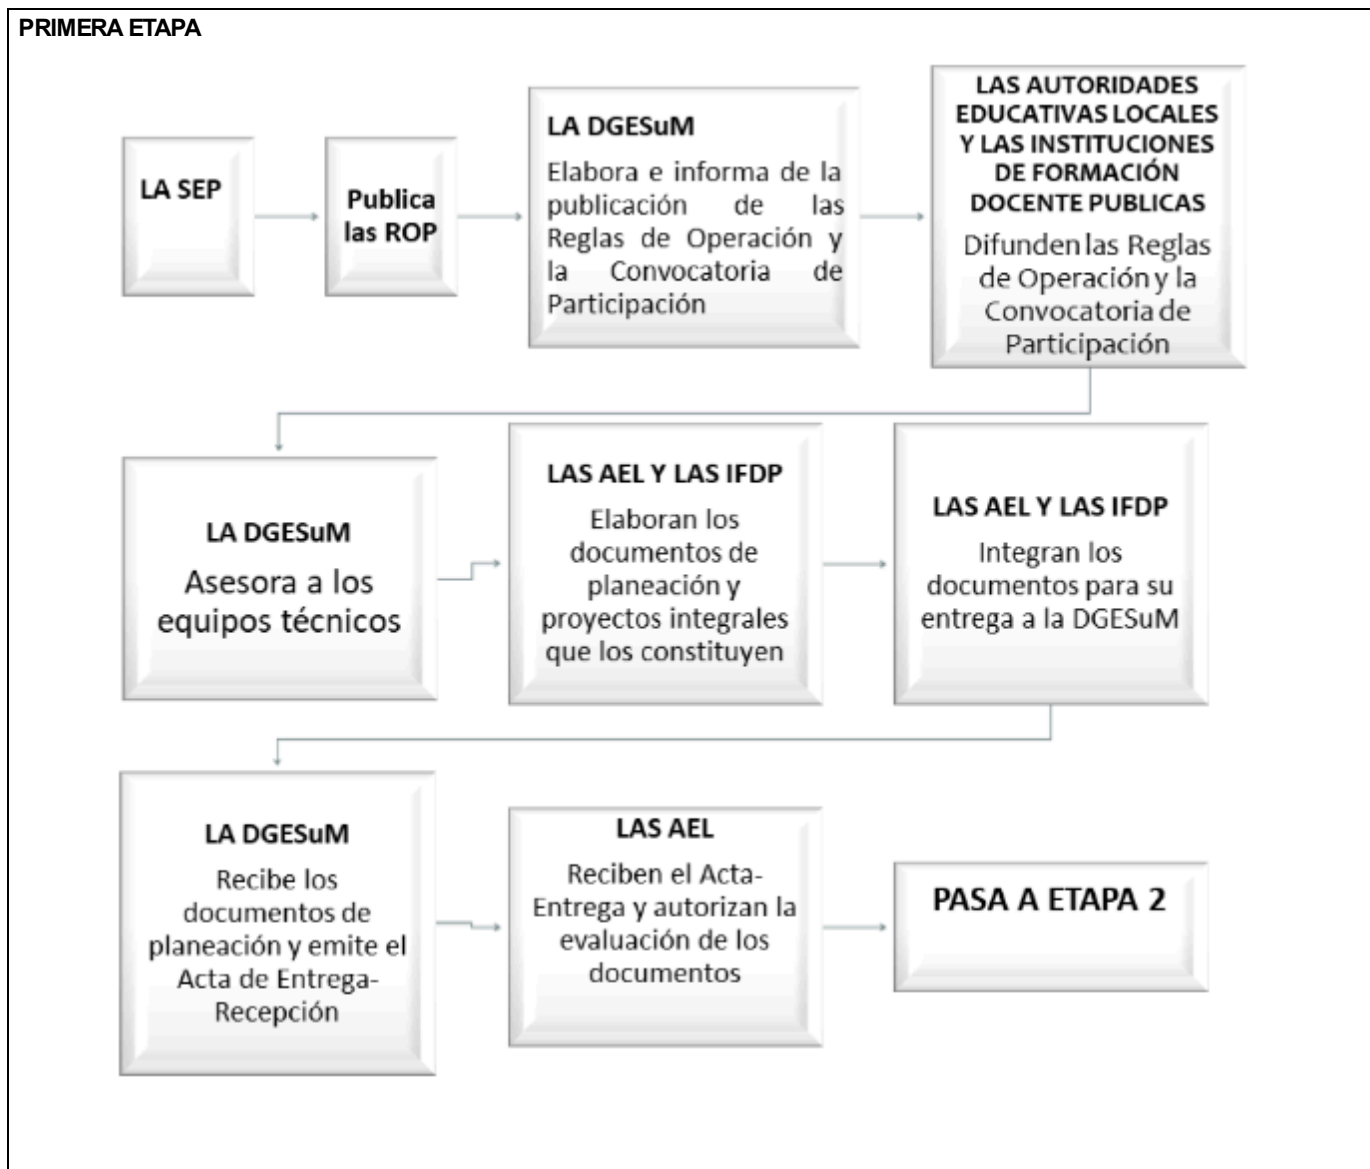 PRIMERA ETAPA
LA SEP
Publica
las ROP
LA DGESuM
Elabora e informa de la
publicación de las
Reglas de Operación y
la Convocatoria de
Participación
LAS AUTORIDADES
EDUCATIVAS LOCALES
Y LAS INSTITUCIONES
DE FORMACIÓN
DOCENTE PUBLICAS
Difunden las Reglas
de Operación y la
Convocatoria de
Participación
LA DGESuM
Asesora a los
equipos técnicos
LAS AEL Y LAS IFDP
Elaboran los
documentos de
planeación y
proyectos integrales
que los constituyen
LAS AEL Y LAS IFDP
Integran los
documentos para su
entrega a la DGESuM
LA DGESuM
Recibe los
documentos de
planeación y emite el
Acta de Entrega-
Recepción
LAS AEL
Reciben el Acta-
Entrega y autorizan la
evaluación de los
documentos
PASA A ETAPA 2